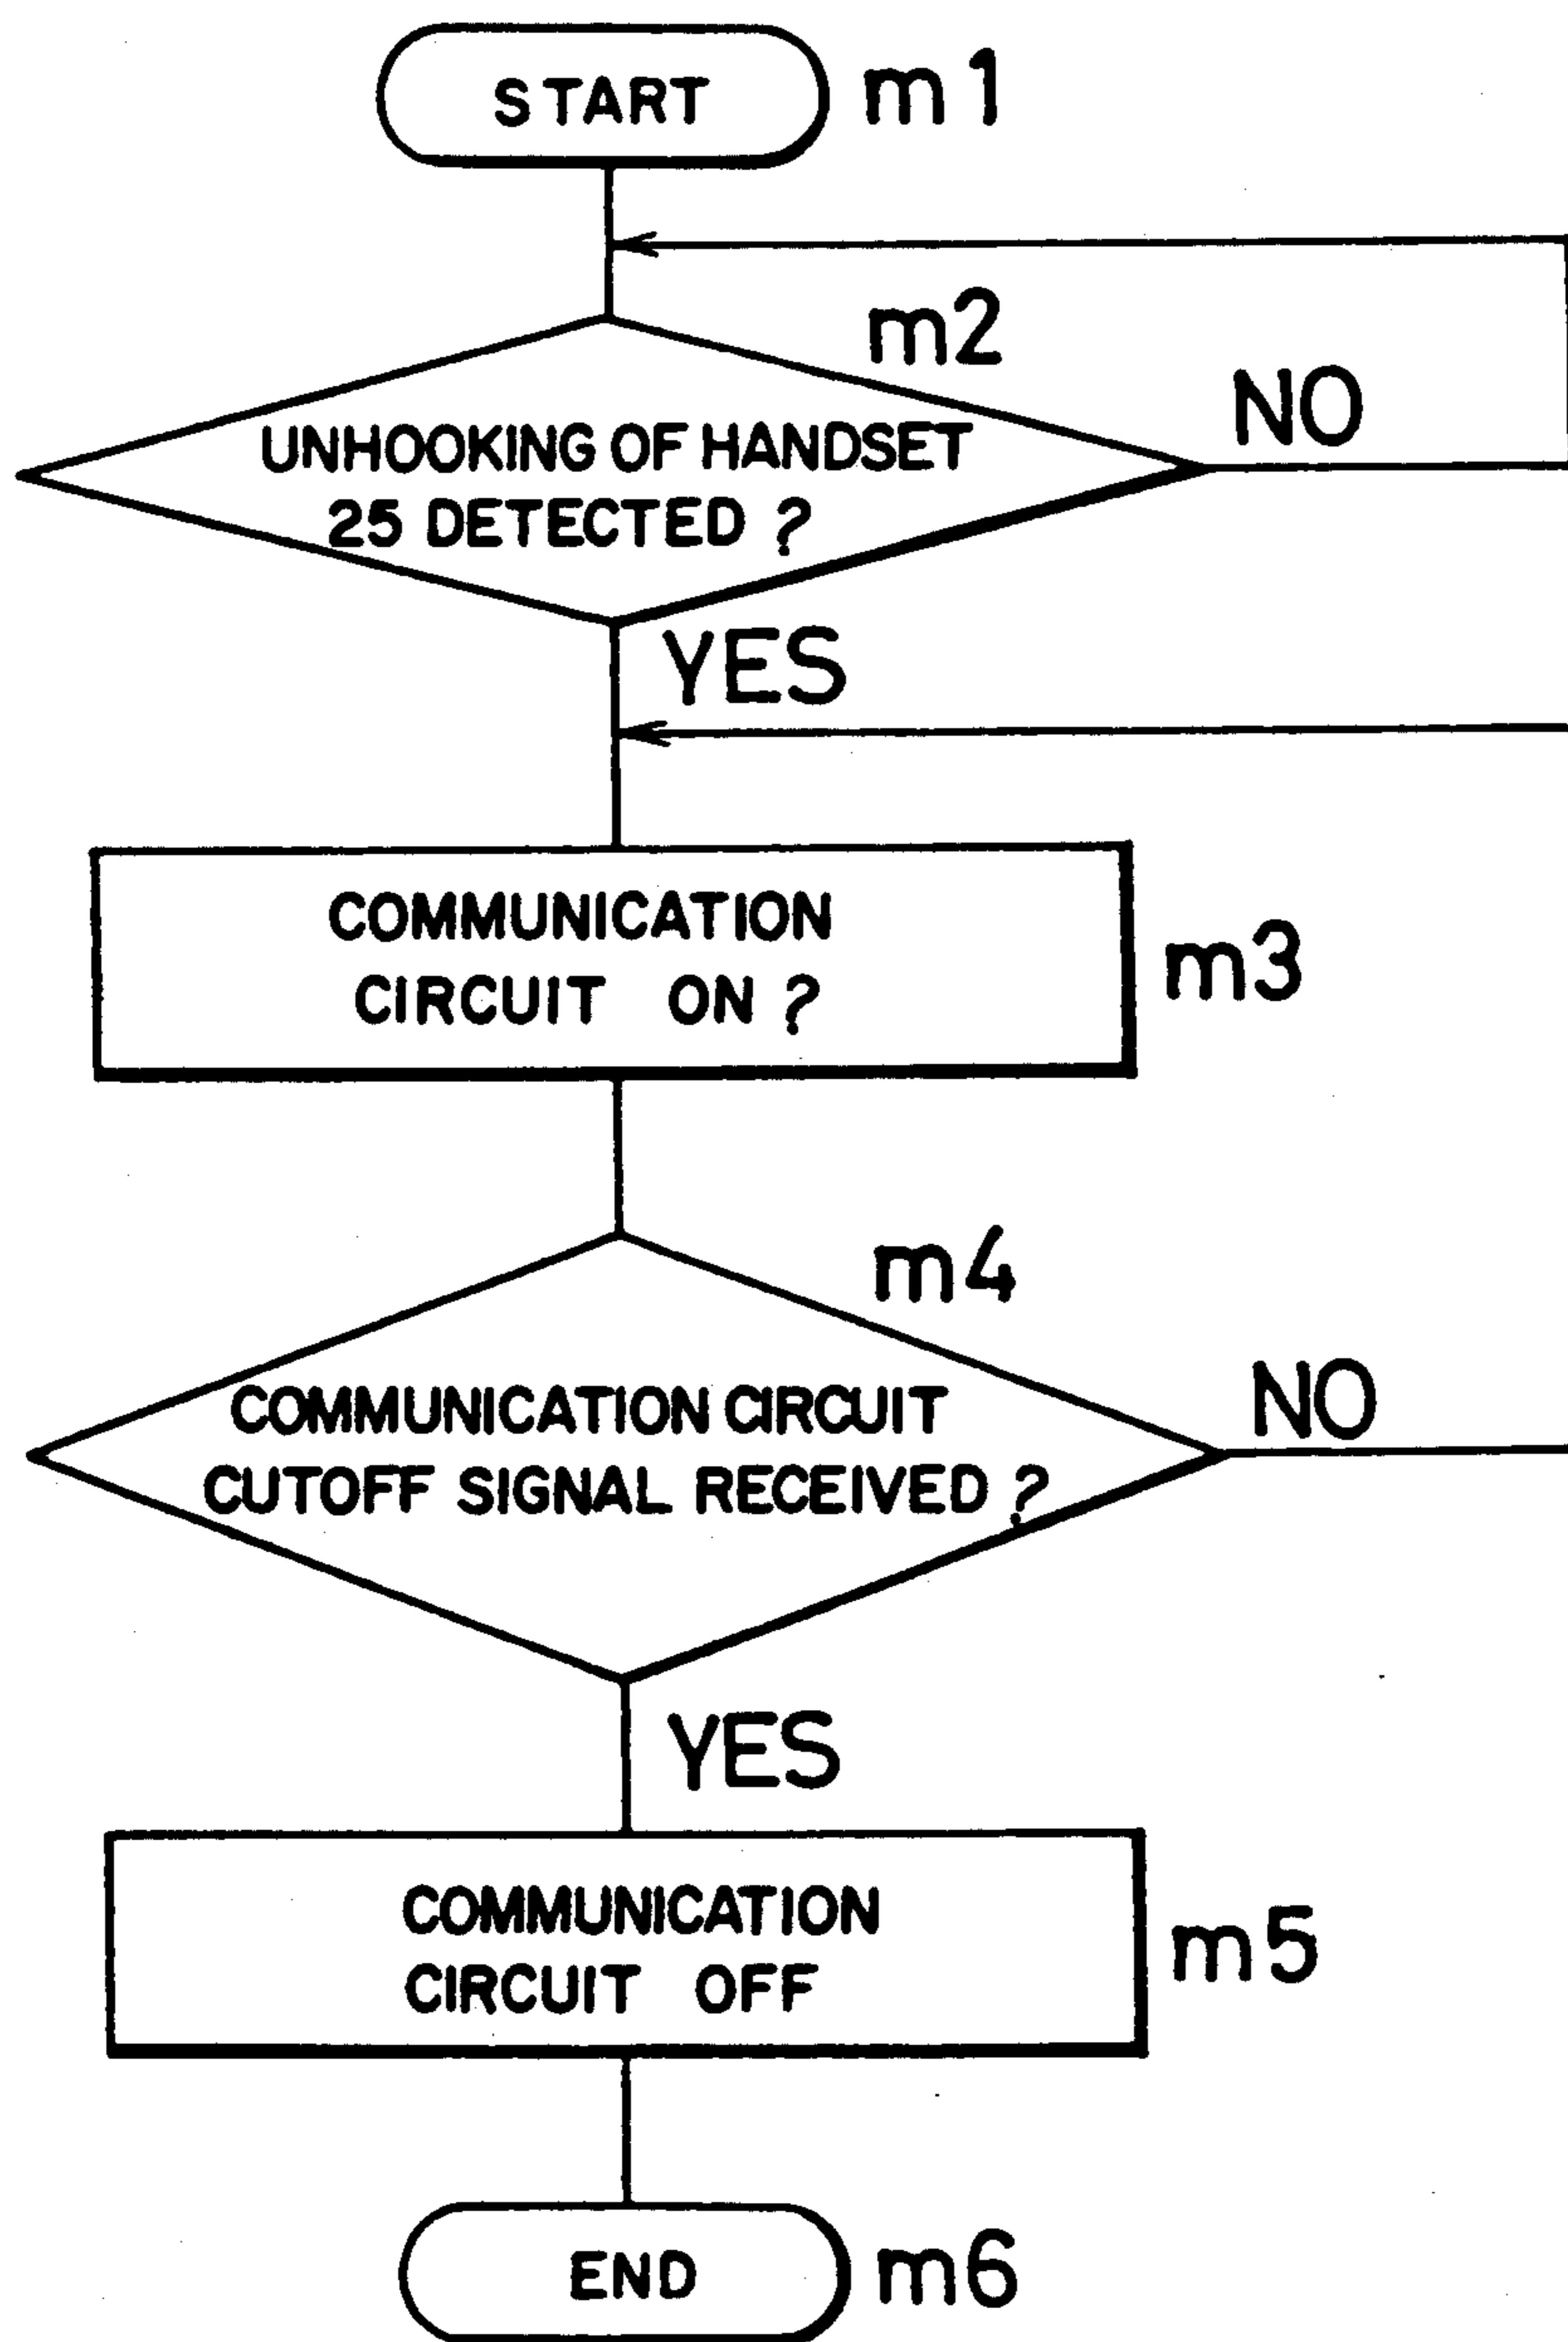 START
m1
m2
NO
UNHOOKING OF HANDSET
25 DETECTED ?
YES
COMMUNICATION
CIRCUIT ON ?
m3
m4
NO
COMMUNICATION CIRCUIT
CUTOFF SIGNAL RECEIVED ?
YES
COMMUNICATION
CIRCUIT OFF
m5
END
m6